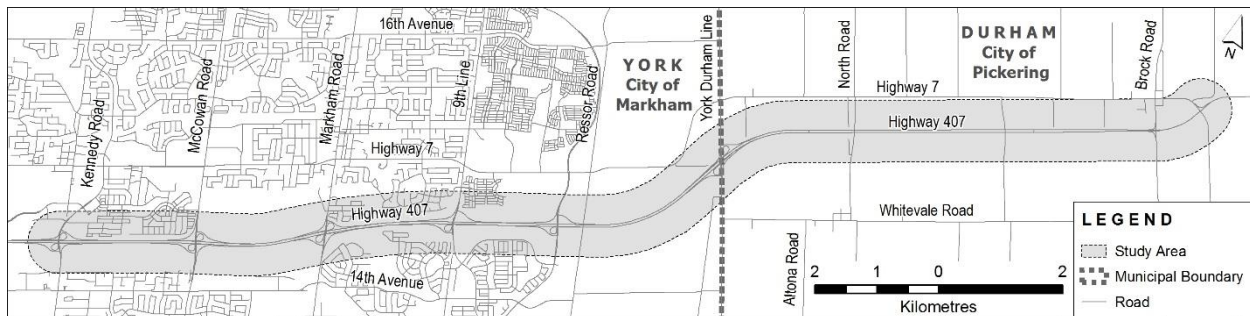 16th Avenue
YORK
City of
Markham
York Durham Line
DURHAM
City of
Pickering
North Road
Brock Road
N
Kennedy Road
McCowan Road
Markham Road
9th Line
Ressor Road
Highway 7
Highway 7
Highway 407
Highway 407
14th Avenue
Whitevale Road
Altona Road
2 1 0 2
Kilometres
LEGEND
Study Area
Municipal Boundary
Road